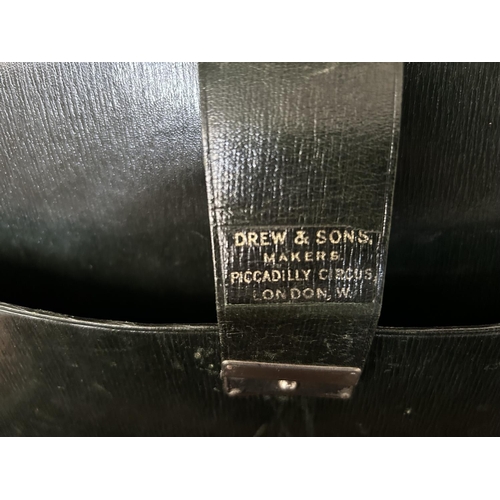 DREW & SONS,
MAKERS.
PICCADILLY CIRCUS,
LONDON, W.